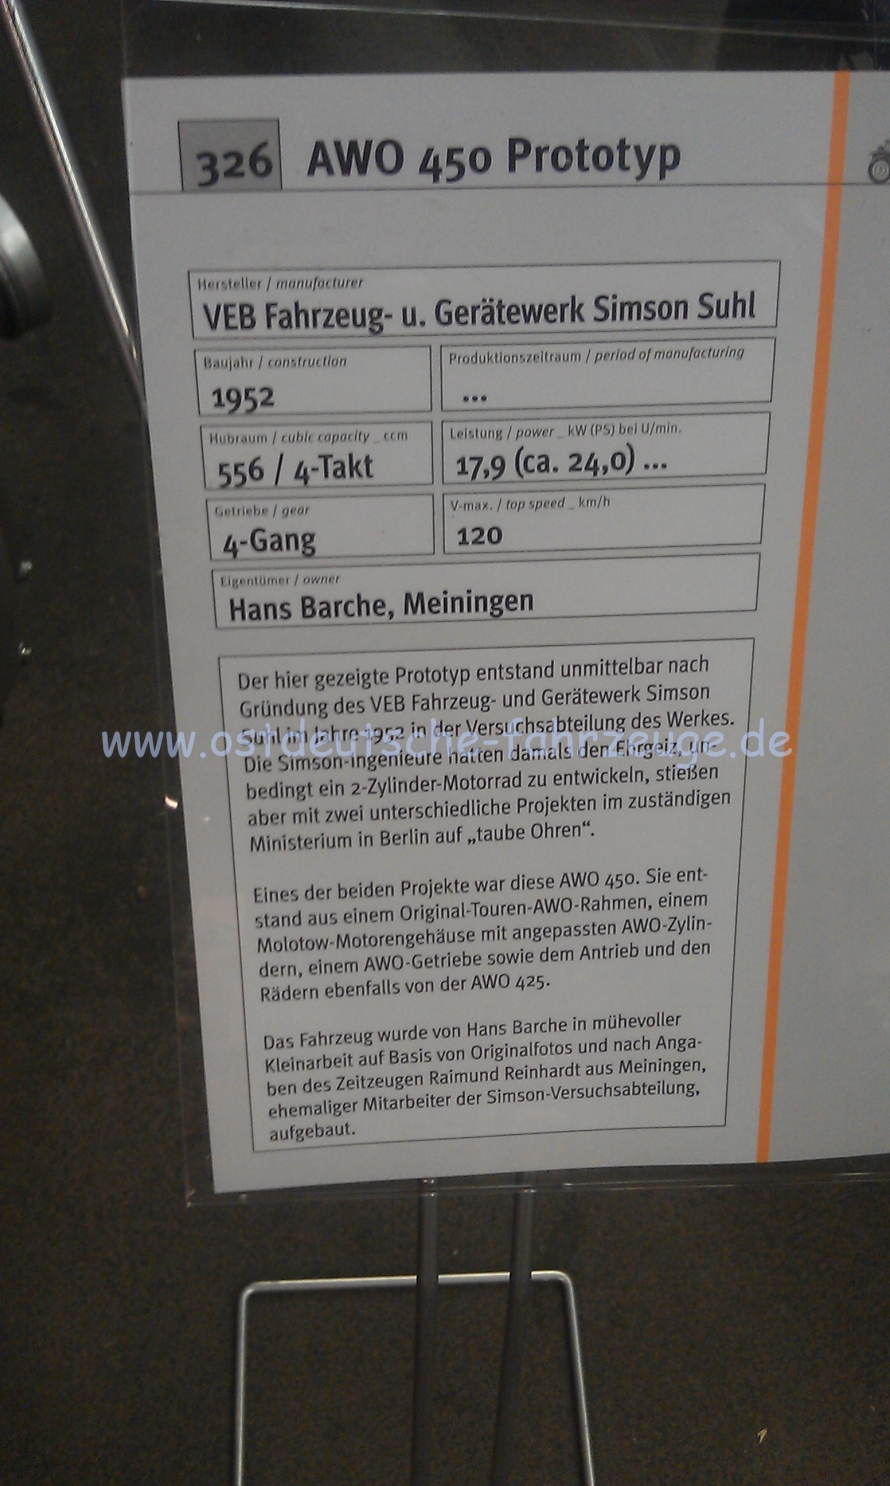 326 AWO 450 Prototyp
Hersteller / manufacturer
VEB Fahrzeug- u. Gerätewerk Simson Suhl
Baujahr / construction
1952
Produktionszeitraum / period of manufacturing
...
Hubraum / cubic capacity _ ccm
556 / 4-Takt
Leistung / power _ kW (PS) bei U/min.
17,9 (ca. 24,0) ...
Getriebe / gear
4-Gang
V-max. / top speed _ km/h
120
Eigentümer / owner
Hans Barche, Meiningen
Der hier gezeigte Prototyp entstand unmittelbar nach
Gründung des VEB Fahrzeug- und Gerätewerk Simson
Suhl im Jahre 1952 in der Versuchsabteilung des Werkes.
www.ostdeutsche-fahrzeuge.de
Die Simson-Ingenieure hatten damals den Ehrgeiz, un-
bedingt ein 2-Zylinder-Motorrad zu entwickeln, stießen
aber mit zwei unterschiedliche Projekten im zuständigen
Ministerium in Berlin auf „taube Ohren“.
Eines der beiden Projekte war diese AWO 450. Sie ent-
stand aus einem Original-Touren-AWO-Rahmen, einem
Molotow-Motorengehäuse mit angepassten AWO-Zylin-
dern, einem AWO-Getriebe sowie dem Antrieb und den
Rädern ebenfalls von der AWO 425.
Das Fahrzeug wurde von Hans Barche in mühevoller
Kleinarbeit auf Basis von Originalfotos und nach Anga-
ben des Zeitzeugen Raimund Reinhardt aus Meiningen,
ehemaliger Mitarbeiter der Simson-Versuchsabteilung,
aufgebaut.